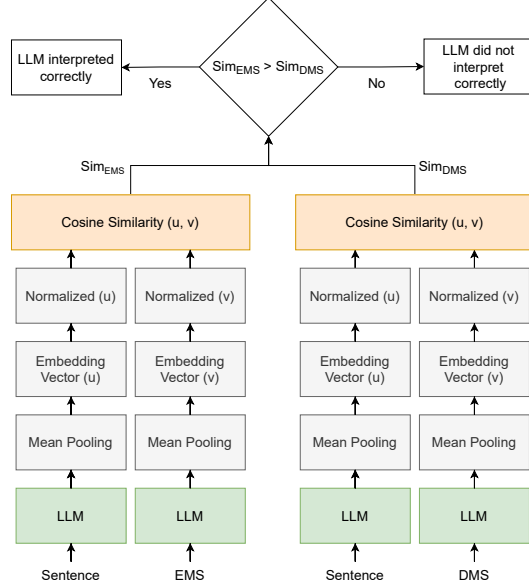 LLM interpreted
correctly
Yes
Sim_EMS > Sim_DMS
No
LLM did not
interpret
correctly
Sim_EMS
Sim_DMS
Cosine Similarity (u, v)
Cosine Similarity (u, v)
Normalized (u)
Normalized (v)
Normalized (u)
Normalized (v)
Embedding
Vector (u)
Embedding
Vector (v)
Embedding
Vector (u)
Embedding
Vector (v)
Mean Pooling
Mean Pooling
Mean Pooling
Mean Pooling
LLM
LLM
LLM
LLM
Sentence
EMS
Sentence
DMS